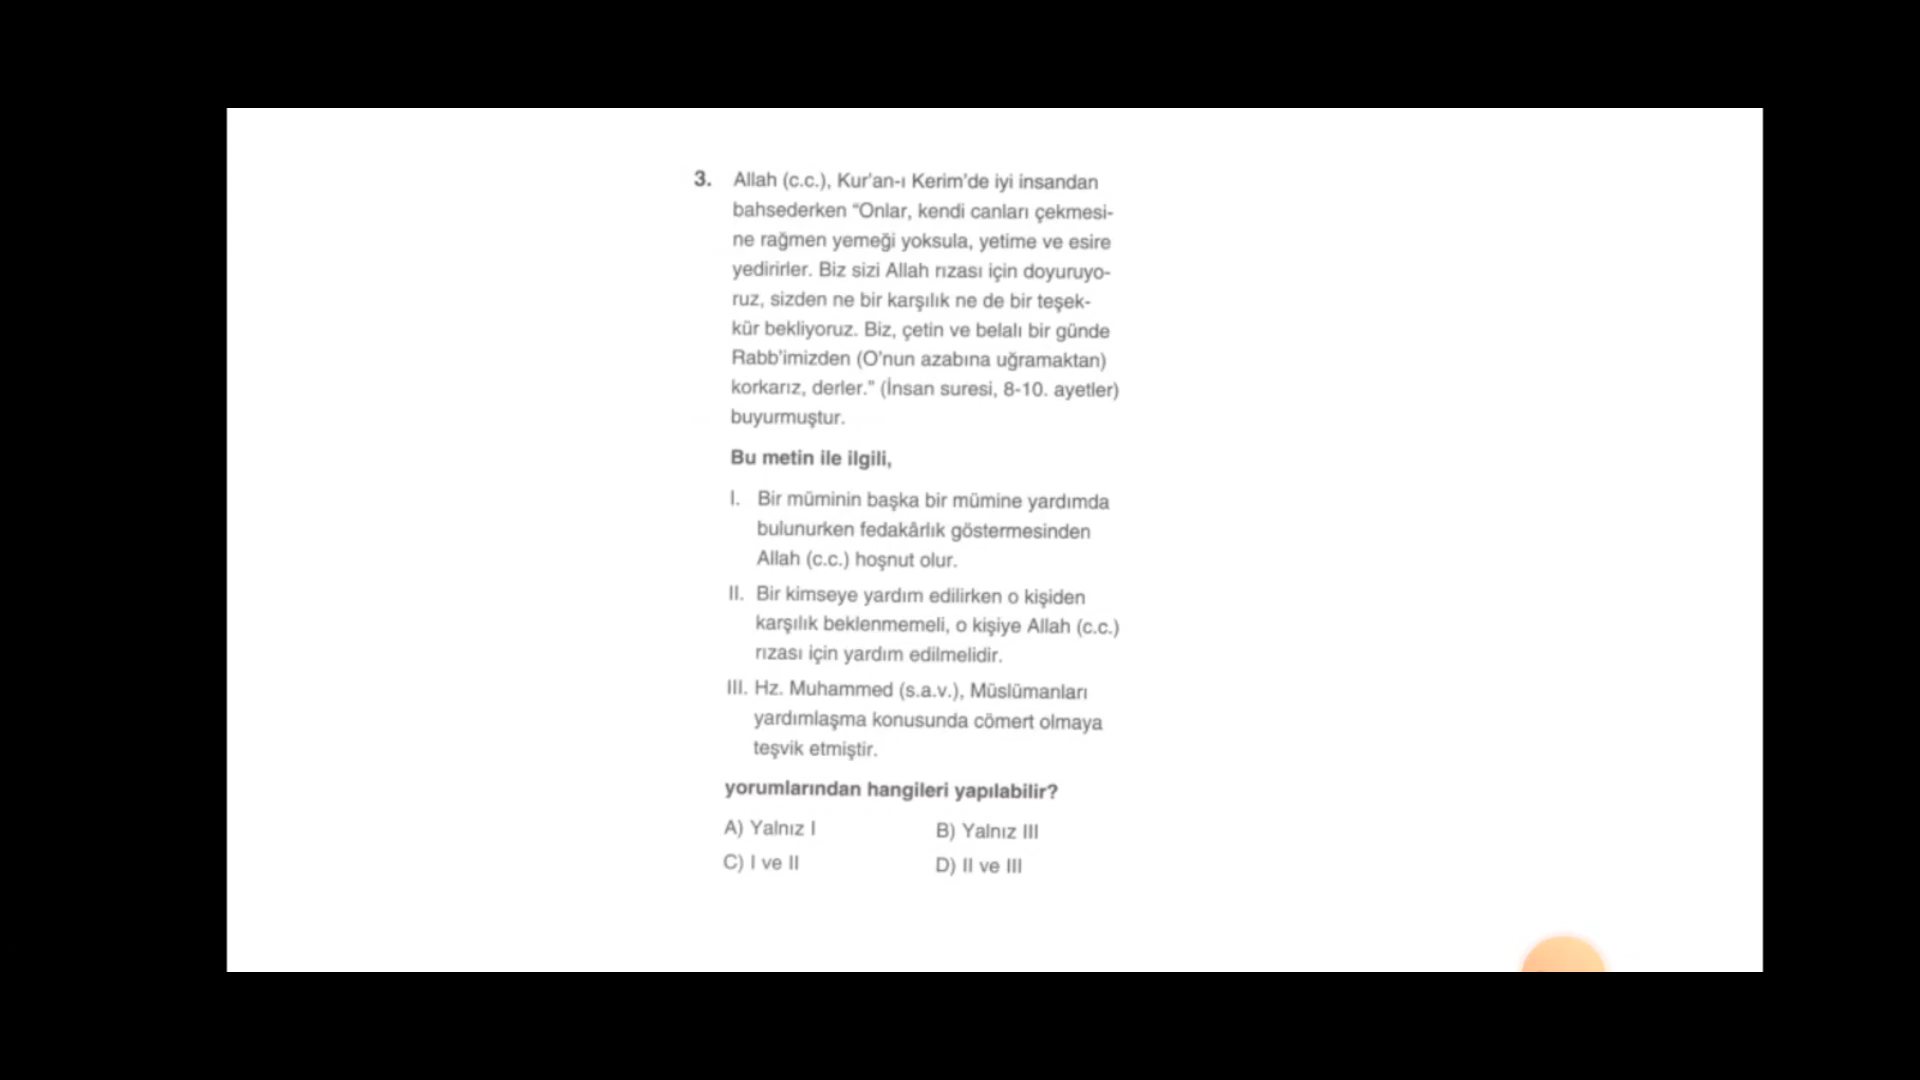 3. Allah (c.c.), Kur'an-ı Kerim'de iyi insandan
bahsederken “Onlar, kendi canları çekmesi-
ne rağmen yemeği yoksula, yetime ve esire
yedirirler. Biz sizi Allah rızası için doyuruyo-
ruz, sizden ne bir karşılık ne de bir teşek-
kür bekliyoruz. Biz, çetin ve belalı bir günde
Rabb'imizden (O'nun azabına uğramaktan)
korkarız, derler.” (İnsan suresi, 8-10. ayetler)
buyurmuştur.
Bu metin ile ilgili,
I. Bir müminin başka bir mümine yardımda
bulunurken fedakârlık göstermesinden
Allah (c.c.) hoşnut olur.
II. Bir kimseye yardım edilirken o kişiden
karşılık beklenmemeli, o kişiye Allah (c.c.)
rızası için yardım edilmelidir.
III. Hz. Muhammed (s.a.v.), Müslümanları
yardımlaşma konusunda cömert olmaya
teşvik etmiştir.
yorumlarından hangileri yapılabilir?
A) Yalnız I B) Yalnız III
C) I ve II D) II ve III